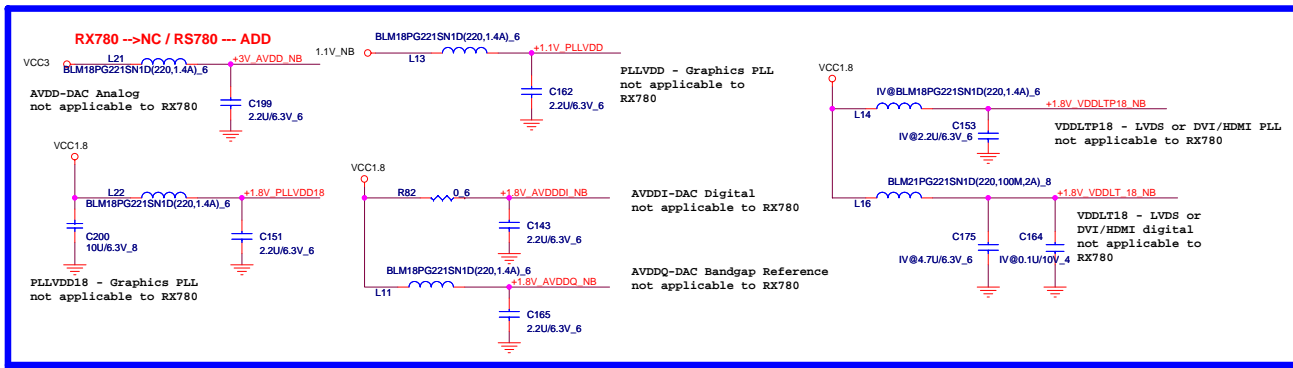 RX780 -->NC / RS780 --- ADD
VCC3
L21
+3V_AVDD_NB
BLM18PG221SN1D(220,1.4A)_6
AVDD-DAC Analog
not applicable to RX780
C199
2.2U/6.3V_6
BLM18PG221SN1D(220,1.4A)_6
1.1V_NB
+1.1V_PLLVDD
L13
C162
2.2U/6.3V_6
PLLVDD - Graphics PLL
not applicable to
RX780
VCC1.8
L22
+1.8V_PLLVDD18
BLM18PG221SN1D(220,1.4A)_6
C200
10U/6.3V_8
C151
2.2U/6.3V_6
PLLVDD18 - Graphics PLL
not applicable to RX780
VCC1.8
R82
0_6
+1.8V_AVDDDI_NB
C143
2.2U/6.3V_6
AVDDI-DAC Digital
not applicable to RX780
BLM18PG221SN1D(220,1.4A)_6
+1.8V_AVDDQ_NB
L11
C165
2.2U/6.3V_6
AVDDQ-DAC Bandgap Reference
not applicable to RX780
VCC1.8
IV@BLM18PG221SN1D(220,1.4A)_6
+1.8V_VDDLTP18_NB
L14
C153
IV@2.2U/6.3V_6
VDDLTP18 - LVDS or DVI/HDMI PLL
not applicable to RX780
BLM21PG221SN1D(220,100M,2A)_8
+1.8V_VDDLT_18_NB
L16
C175
IV@4.7U/6.3V_6
C164
IV@0.1U/10V_4
VDDLT18 - LVDS or
DVI/HDMI digital
not applicable to
RX780